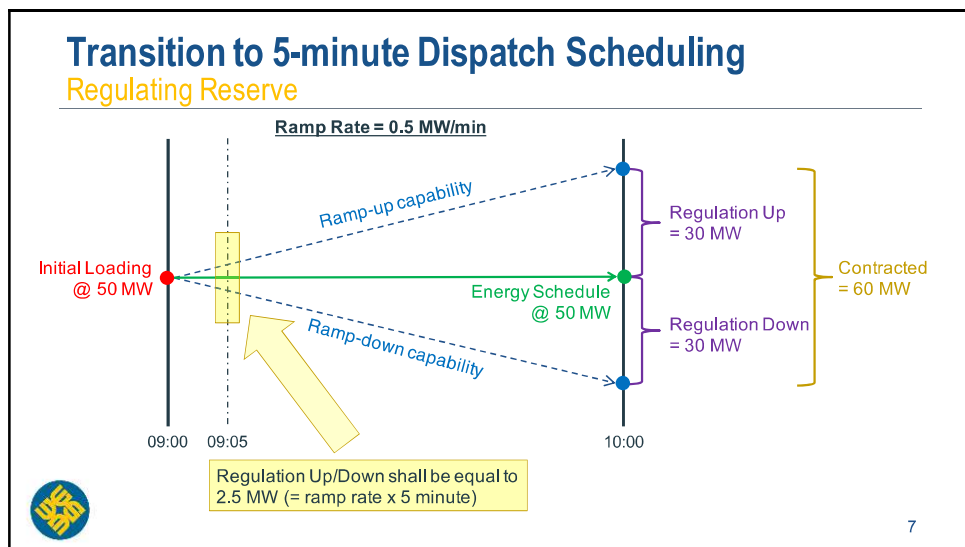 Transition to 5-minute Dispatch Scheduling
Regulating Reserve
Ramp Rate = 0.5 MW/min
Ramp-up capability
Regulation Up
= 30 MW
Initial Loading
@ 50 MW
Energy Schedule
@ 50 MW
Contracted
= 60 MW
Ramp-down capability
Regulation Down
= 30 MW
09:00
09:05
10:00
Regulation Up/Down shall be equal to
2.5 MW (= ramp rate x 5 minute)
7